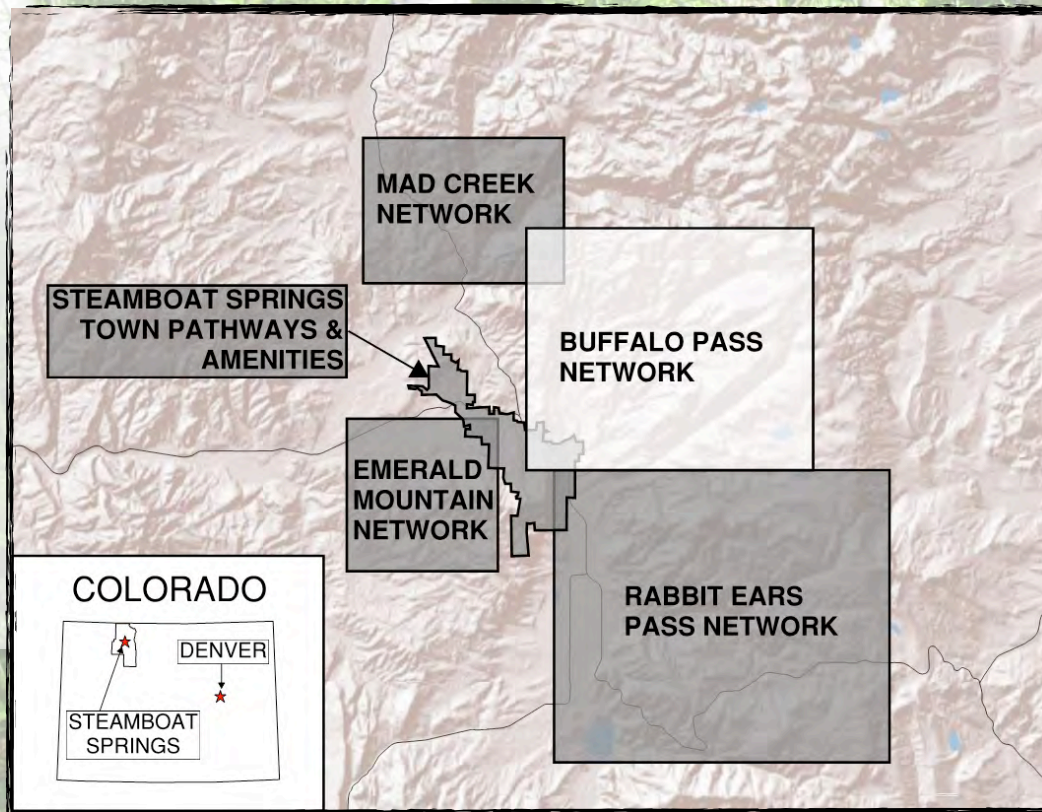 MAD CREEK
NETWORK
STEAMBOAT SPRINGS
TOWN PATHWAYS &
AMENITIES
BUFFALO PASS
NETWORK
EMERALD
MOUNTAIN
NETWORK
RABBIT EARS
PASS NETWORK
COLORADO
DENVER
STEAMBOAT
SPRINGS